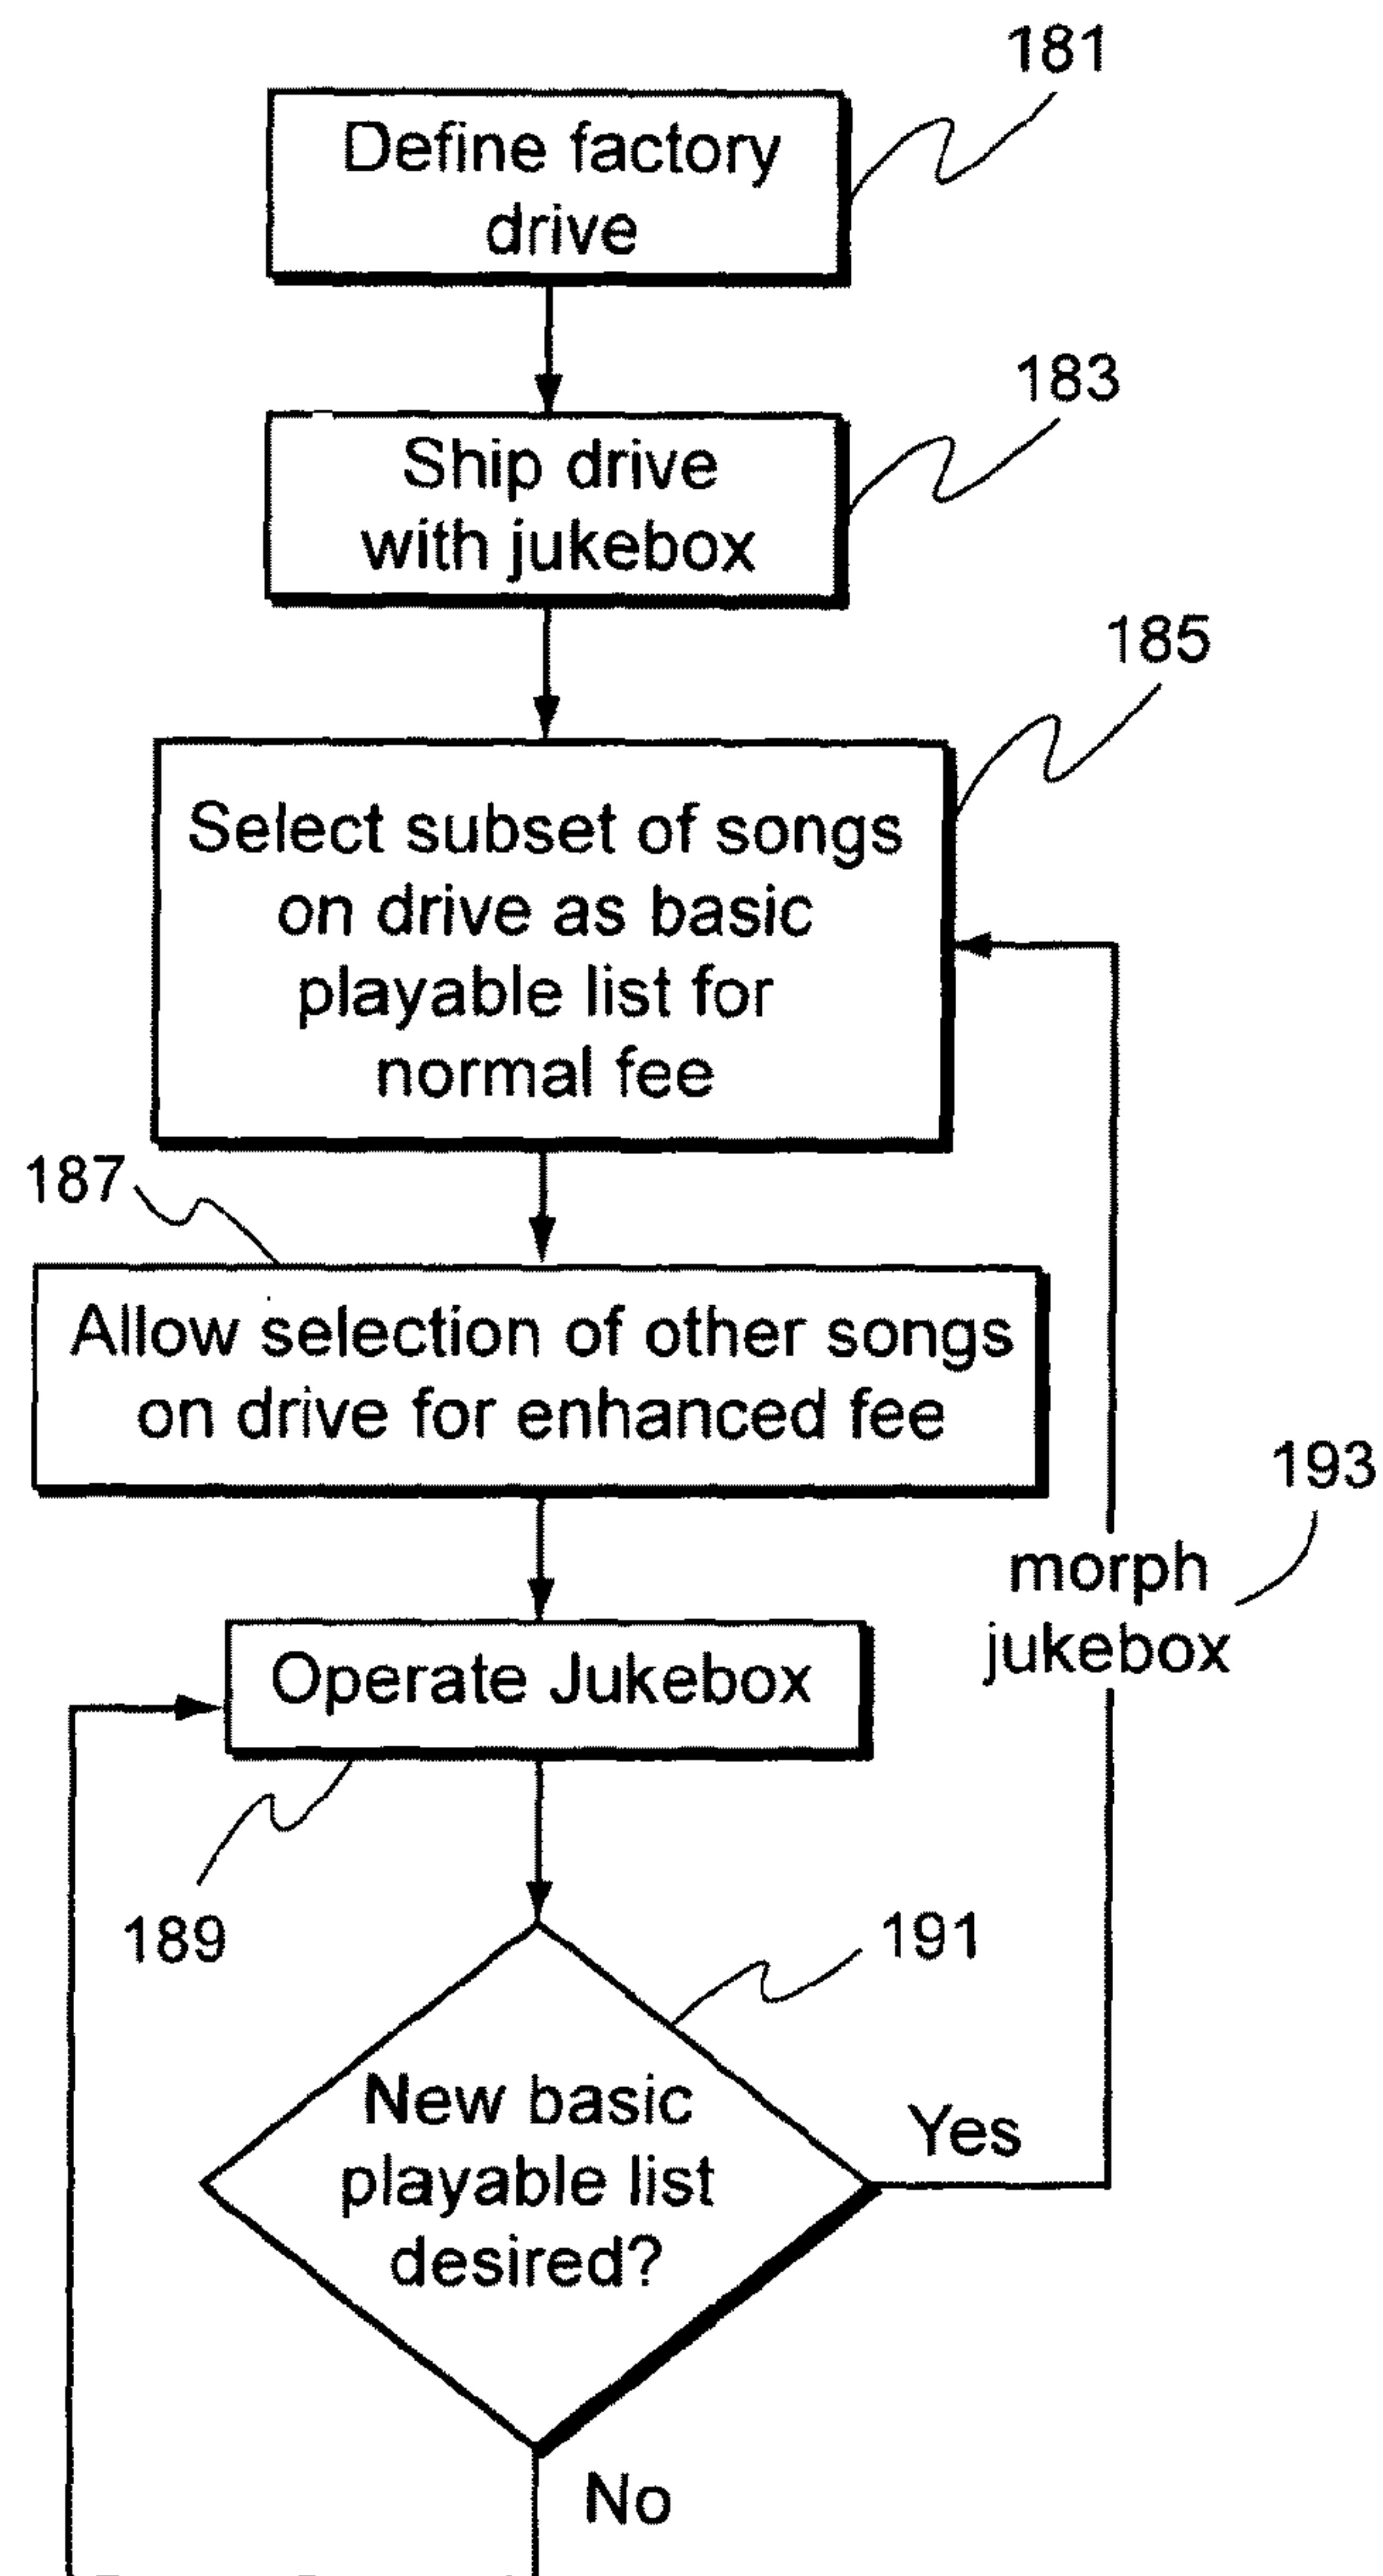 181
Define factory
drive
183
Ship drive
with jukebox
185
Select subset of songs
on drive as basic
playable list for
normal fee
187
Allow selection of other songs
on drive for enhanced fee
193
morph
jukebox
Operate Jukebox
189
191
New basic
playable list
desired?
Yes
No